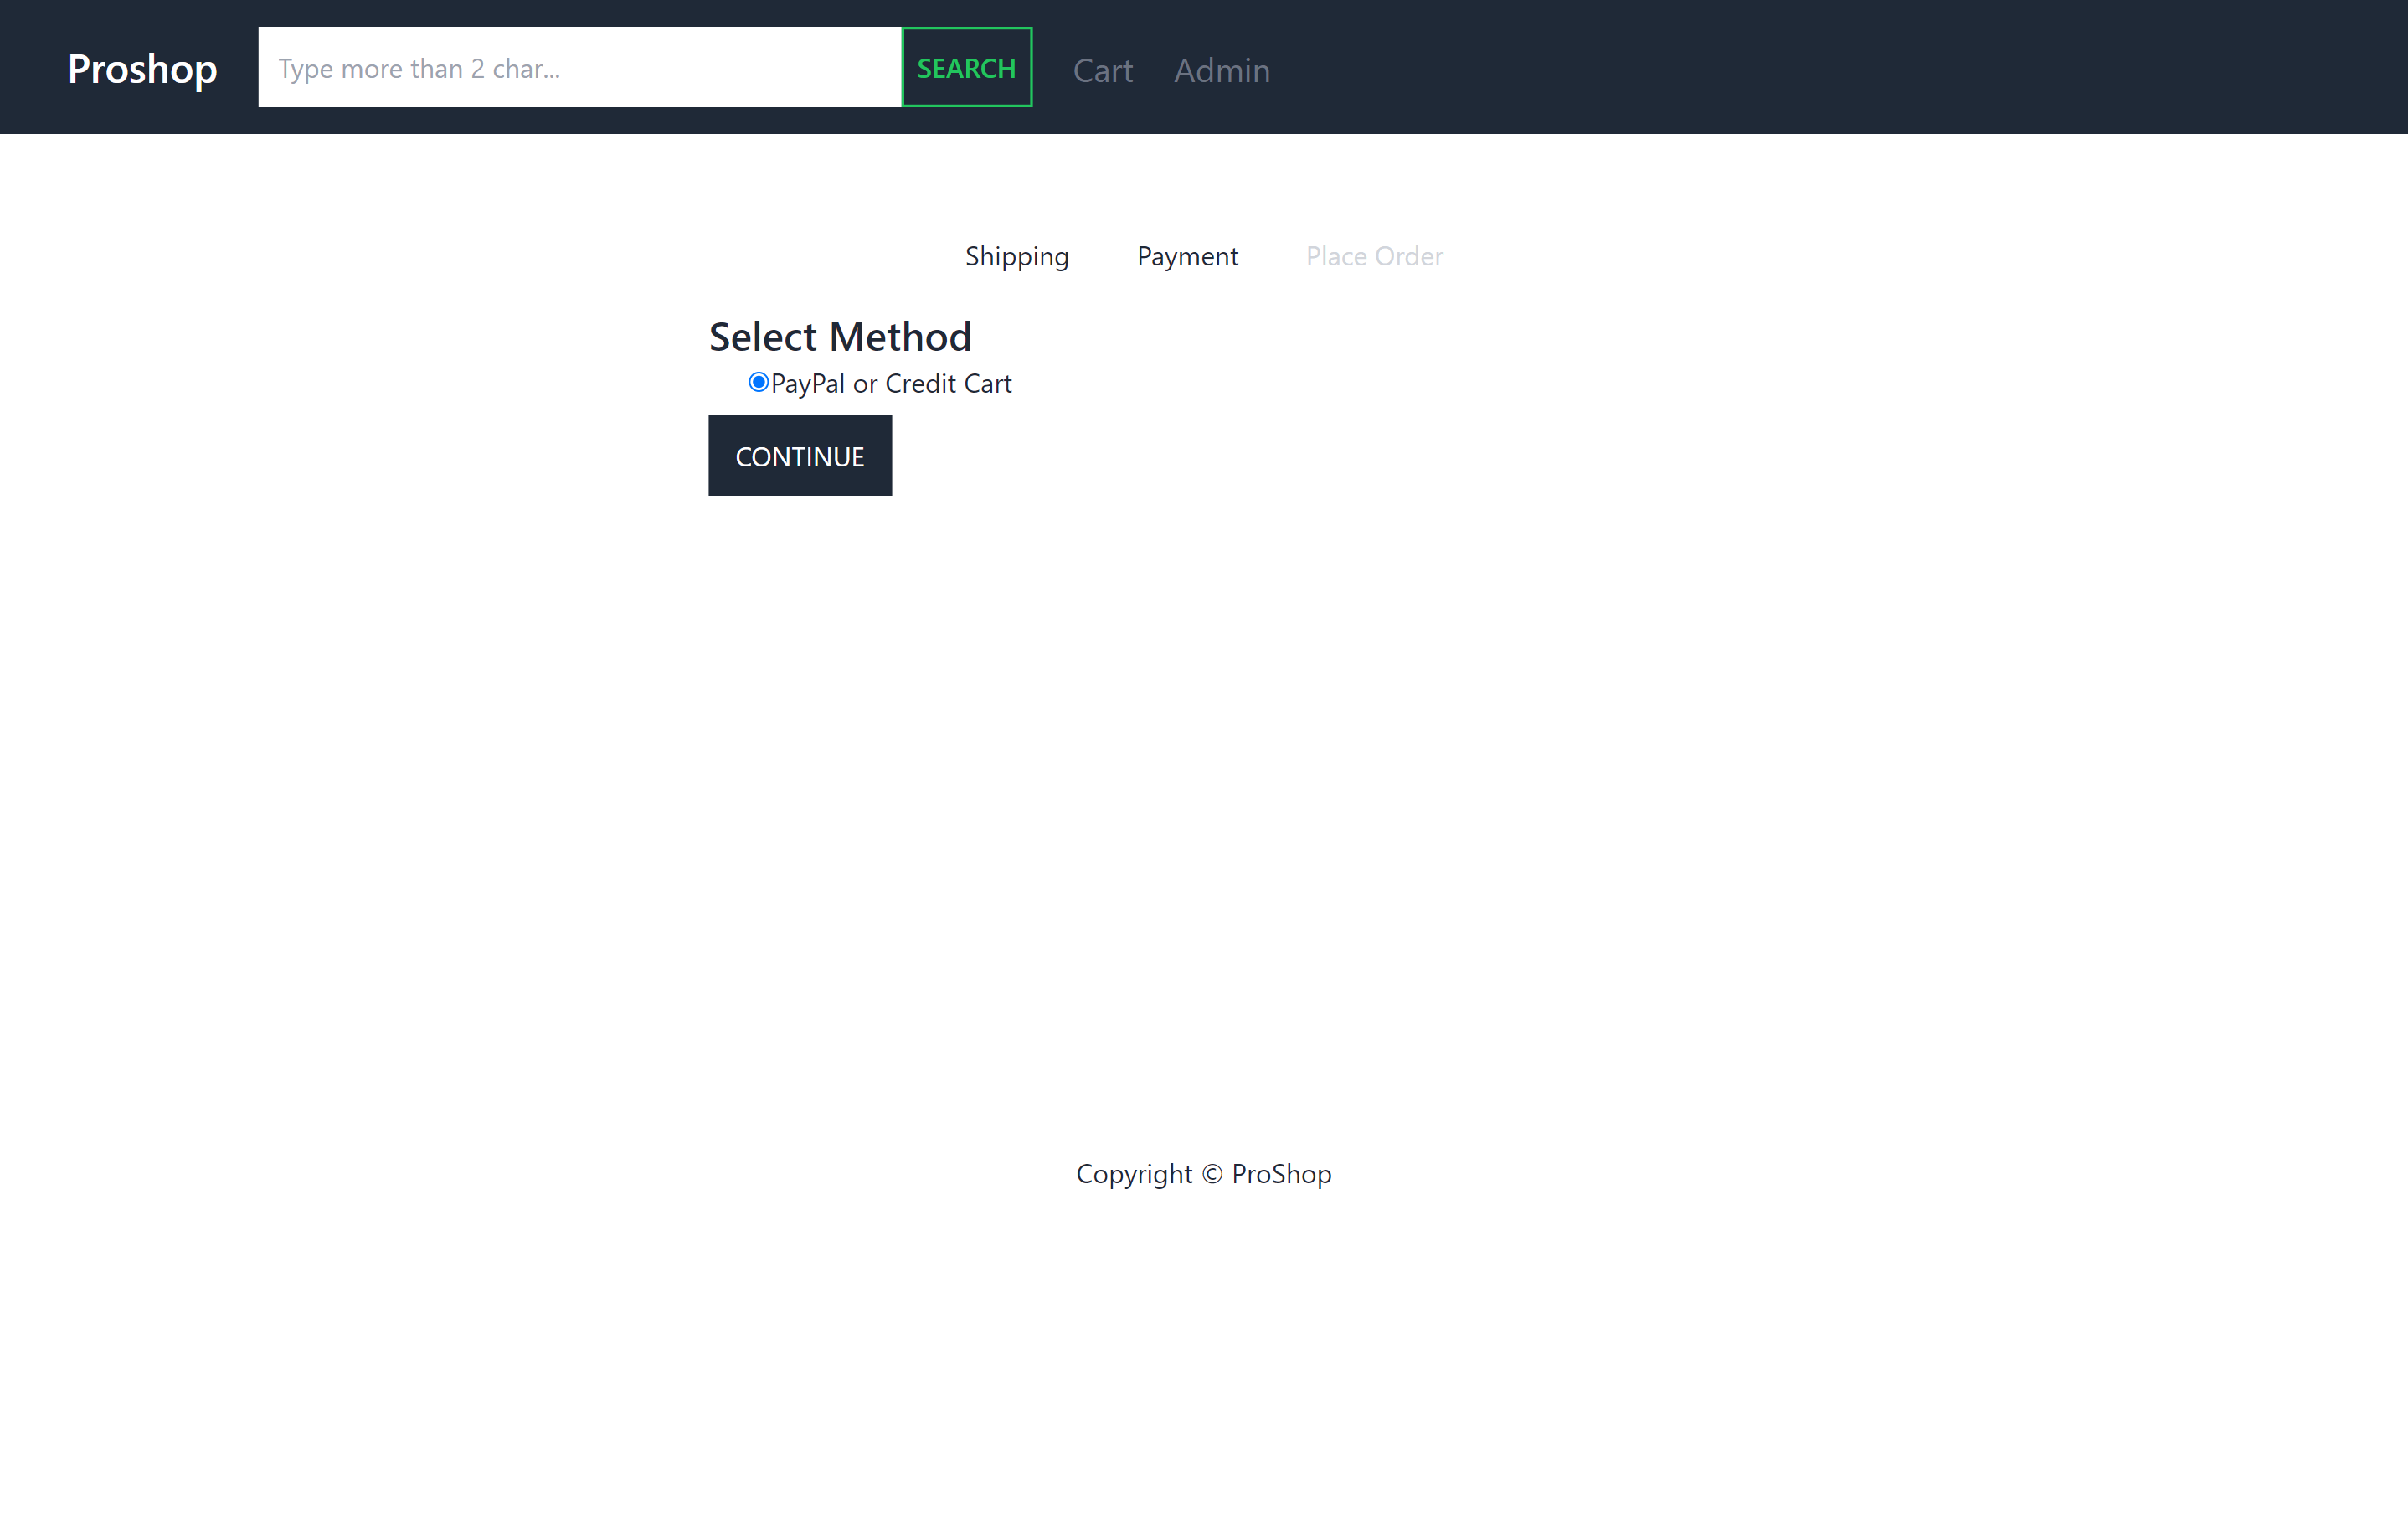 Proshop Type more than 2 char... SEARCH Cart Admin
Shipping Payment Place Order
Select Method
PayPal or Credit Cart
CONTINUE
Copyright © ProShop